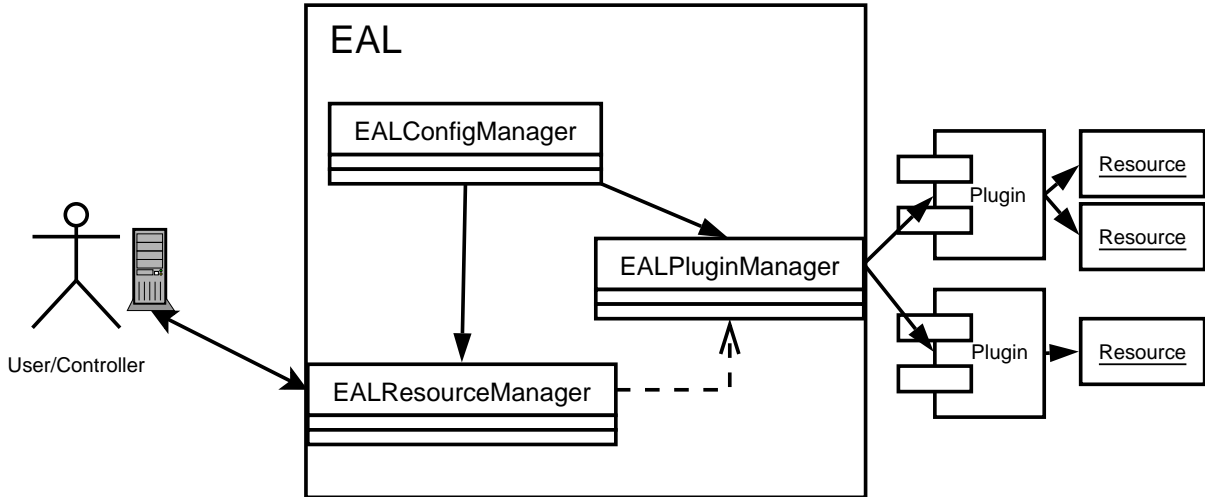 EAL
EALConfigManager
EALPluginManager
EALResourceManager
User/Controller
Plugin
Resource
Resource
Plugin
Resource